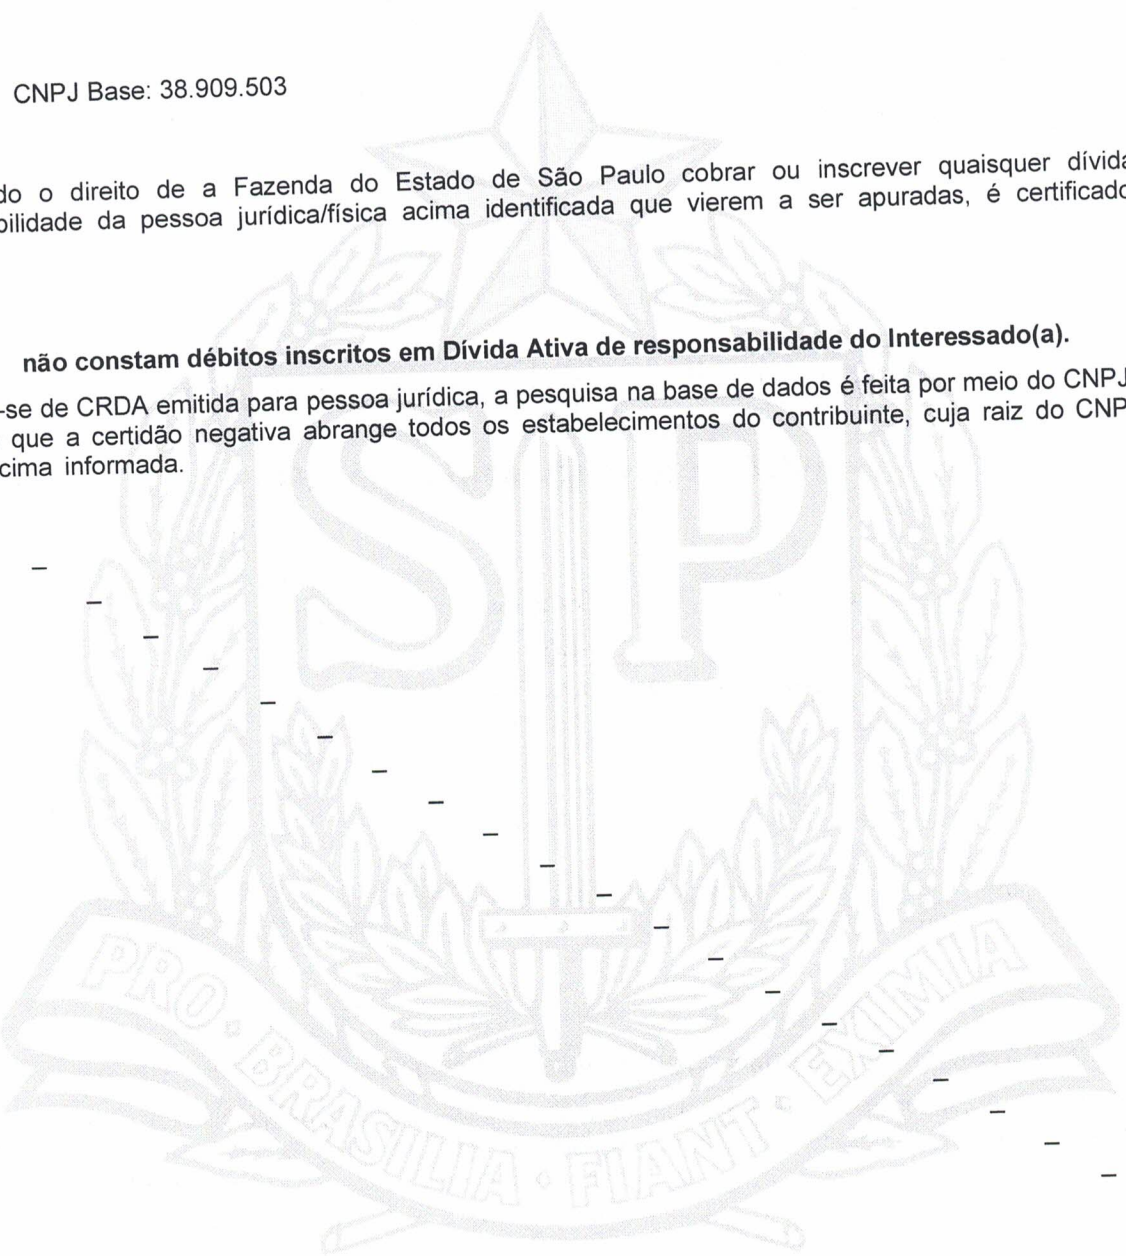 CNPJ Base: 38.909.503
do o direito de a Fazenda do Estado de São Paulo cobrar ou inscrever quaisquer dívida
bilidade da pessoa jurídica/física acima identificada que vierem a ser apuradas, é certificado
não constam débitos inscritos em Dívida Ativa de responsabilidade do Interessado(a).
-se de CRDA emitida para pessoa jurídica, a pesquisa na base de dados é feita por meio do CNPJ
que a certidão negativa abrange todos os estabelecimentos do contribuinte, cuja raiz do CNP
cima informada.
SP
PRO · BRASILIA · FIANT · EXIMIA